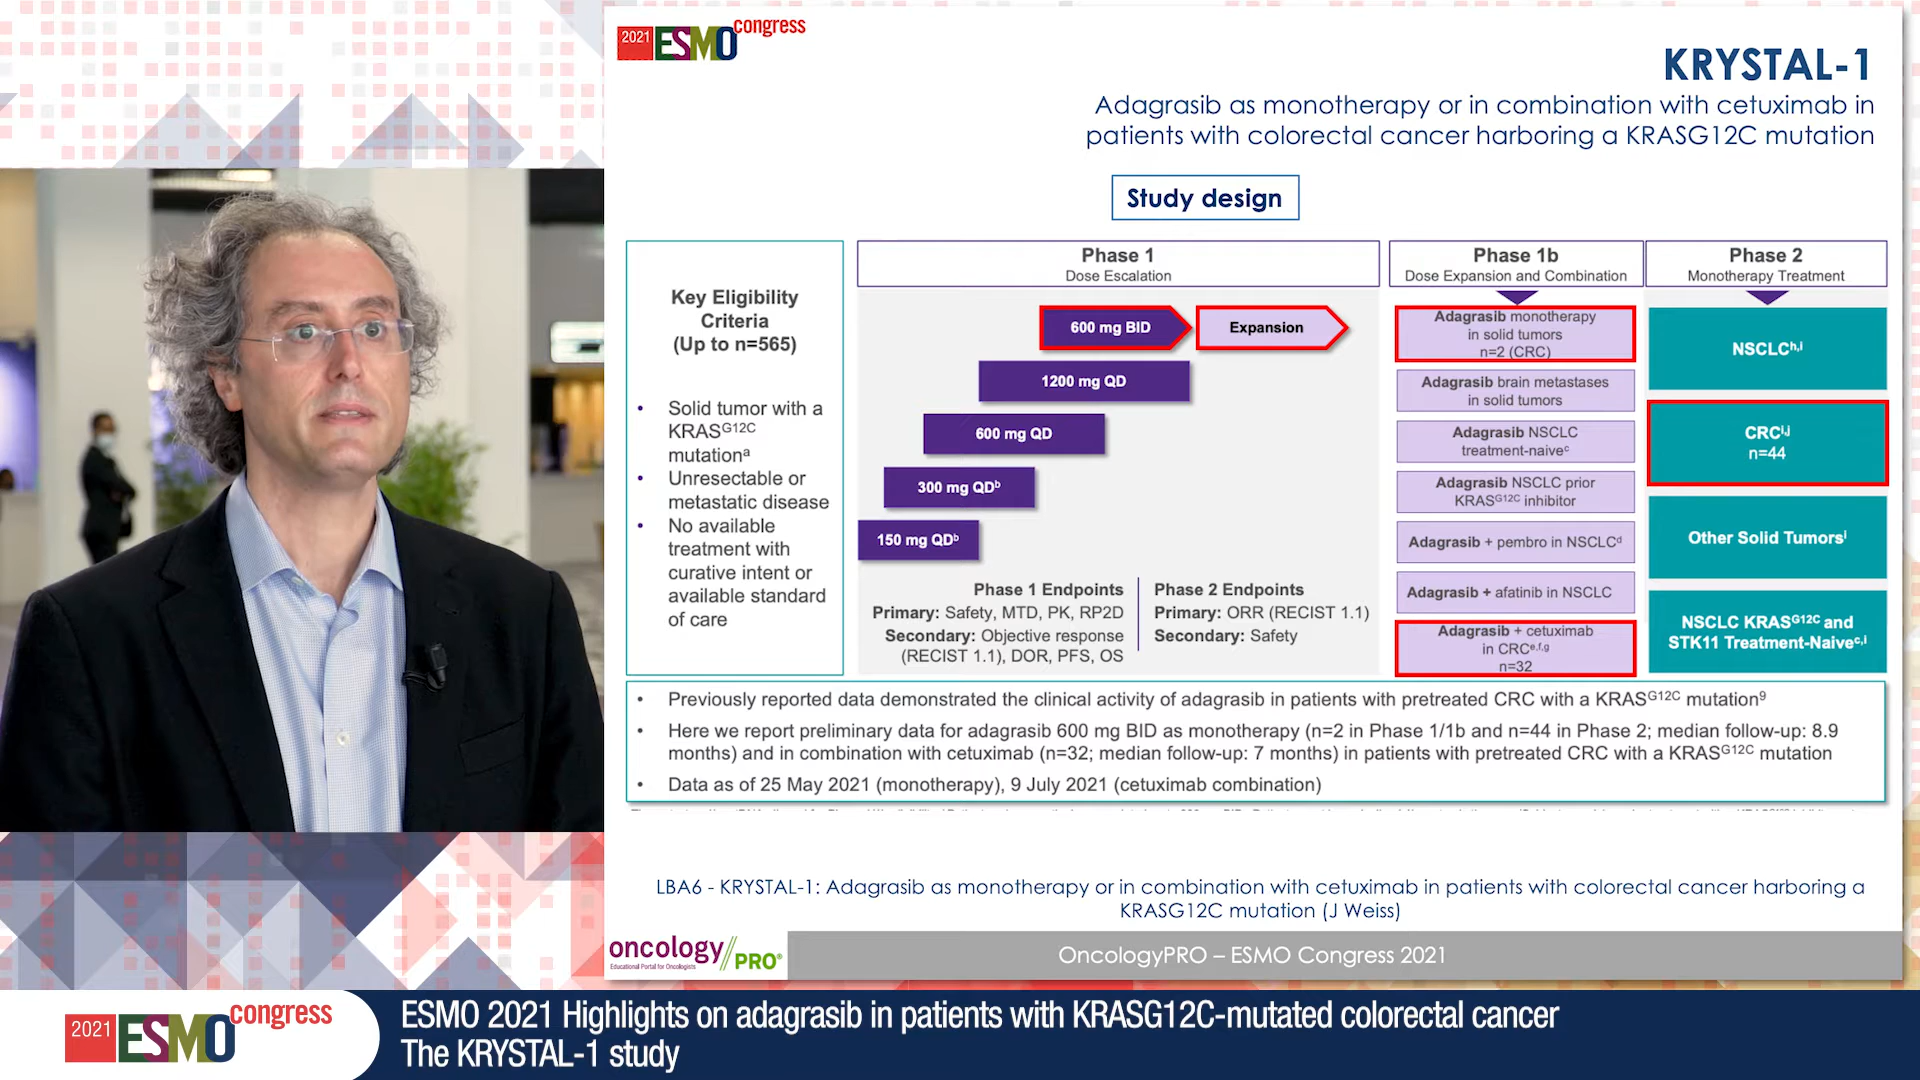 2021 ESMO congress
KRYSTAL-1
Adagrasib as monotherapy or in combination with cetuximab in
patients with colorectal cancer harboring a KRASG12C mutation
Study design
Key Eligibility
Criteria
(Up to n=565)
• Solid tumor with a
KRASG12C
mutationa
• Unresectable or
metastatic disease
• No available
treatment with
curative intent or
available standard
of care
Phase 1
Dose Escalation
600 mg BID
Expansion
1200 mg QD
600 mg QD
300 mg QDb
150 mg QDb
Phase 1 Endpoints
Primary: Safety, MTD, PK, RP2D
Secondary: Objective response
(RECIST 1.1), DOR, PFS, OS
Phase 2 Endpoints
Primary: ORR (RECIST 1.1)
Secondary: Safety
Phase 1b
Dose Expansion and Combination
Adagrasib monotherapy
in solid tumors
n=2 (CRC)
Adagrasib brain metastases
in solid tumors
Adagrasib NSCLC
treatment-naivec
Adagrasib NSCLC prior
KRASG12C inhibitor
Adagrasib + pembro in NSCLCd
Adagrasib + afatinib in NSCLC
Adagrasib + cetuximab
in CRCe,f,g
n=32
Phase 2
Monotherapy Treatment
NSCLCh,i
CRCi,j
n=44
Other Solid Tumorsi
NSCLC KRASG12C and
STK11 Treatment-Naivec,i
• Previously reported data demonstrated the clinical activity of adagrasib in patients with pretreated CRC with a KRASG12C mutation9
• Here we report preliminary data for adagrasib 600 mg BID as monotherapy (n=2 in Phase 1/1b and n=44 in Phase 2; median follow-up: 8.9
months) and in combination with cetuximab (n=32; median follow-up: 7 months) in patients with pretreated CRC with a KRASG12C mutation
• Data as of 25 May 2021 (monotherapy), 9 July 2021 (cetuximab combination)
LBA6 - KRYSTAL-1: Adagrasib as monotherapy or in combination with cetuximab in patients with colorectal cancer harboring a
KRASG12C mutation (J Weiss)
oncology//PRO®
Educational Portal for Oncologists
OncologyPRO – ESMO Congress 2021
2021 ESMO congress
ESMO 2021 Highlights on adagrasib in patients with KRASG12C-mutated colorectal cancer
The KRYSTAL-1 study